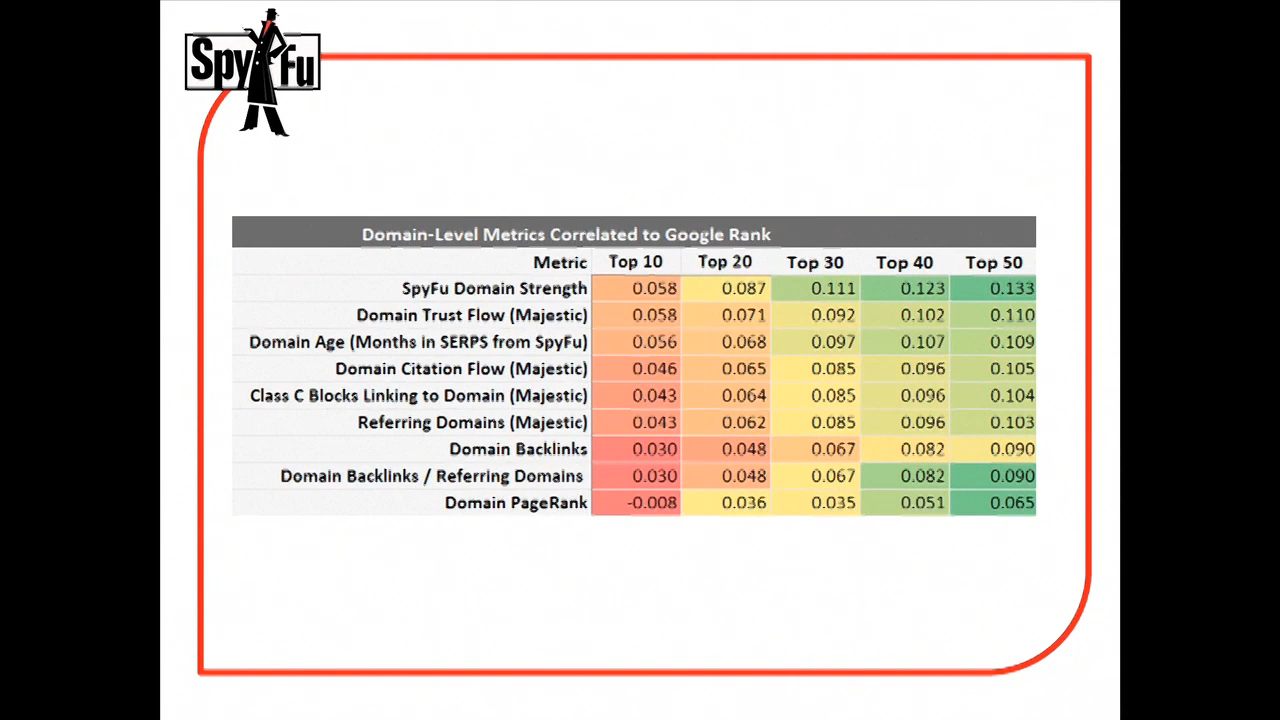 SpyFu
Domain-Level Metrics Correlated to Google Rank
Metric Top 10 Top 20 Top 30 Top 40 Top 50
SpyFu Domain Strength 0.058 0.087 0.111 0.123 0.133
Domain Trust Flow (Majestic) 0.058 0.071 0.092 0.102 0.110
Domain Age (Months in SERPS from SpyFu) 0.056 0.068 0.097 0.107 0.109
Domain Citation Flow (Majestic) 0.046 0.065 0.085 0.096 0.105
Class C Blocks Linking to Domain (Majestic) 0.043 0.064 0.085 0.096 0.104
Referring Domains (Majestic) 0.043 0.062 0.085 0.096 0.103
Domain Backlinks 0.030 0.048 0.067 0.082 0.090
Domain Backlinks / Referring Domains 0.030 0.048 0.067 0.082 0.090
Domain PageRank -0.008 0.036 0.035 0.051 0.065